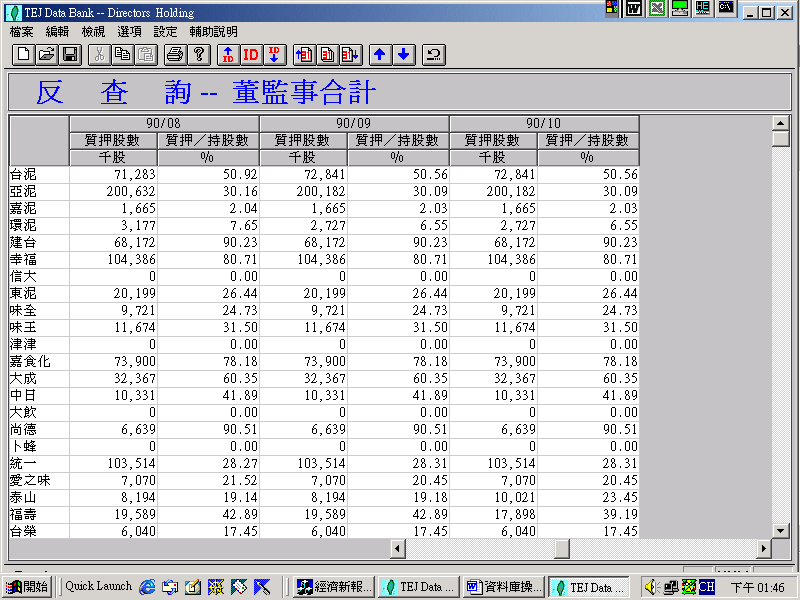 TEJ Data Bank -- Directors Holding
檔案 編輯 檢視 選項 設定 輔助說明
ID ID ID
反 查 詢 -- 董監事合計
90/08 90/09 90/10
質押股數 質押／持股數 質押股數 質押／持股數 質押股數 質押／持股數
千股 % 千股 % 千股 %
台泥 71,283 50.92 72,841 50.56 72,841 50.56
亞泥 200,632 30.16 200,182 30.09 200,182 30.09
嘉泥 1,665 2.04 1,665 2.03 1,665 2.03
環泥 3,177 7.65 2,727 6.55 2,727 6.55
建台 68,172 90.23 68,172 90.23 68,172 90.23
幸福 104,386 80.71 104,386 80.71 104,386 80.71
信大 0 0.00 0 0.00 0 0.00
東泥 20,199 26.44 20,199 26.44 20,199 26.44
味全 9,721 24.73 9,721 24.73 9,721 24.73
味王 11,674 31.50 11,674 31.50 11,674 31.50
津津 0 0.00 0 0.00 0 0.00
嘉食化 73,900 78.18 73,900 78.18 73,900 78.18
大成 32,367 60.35 32,367 60.35 32,367 60.35
中日 10,331 41.89 10,331 41.89 10,331 41.89
大飲 0 0.00 0 0.00 0 0.00
尚德 6,639 90.51 6,639 90.51 6,639 90.51
卜蜂 0 0.00 0 0.00 0 0.00
統一 103,514 28.27 103,514 28.31 103,514 28.31
愛之味 7,070 21.52 7,070 20.45 7,070 20.45
泰山 8,194 19.14 8,194 19.18 10,021 23.45
福壽 19,589 42.89 19,589 42.89 17,898 39.19
台榮 6,040 17.45 6,040 17.45 6,040 17.45
開始 Quick Launch 經濟新報... TEJ Data ... 資料庫操... TEJ Data ... CH 下午 01:46